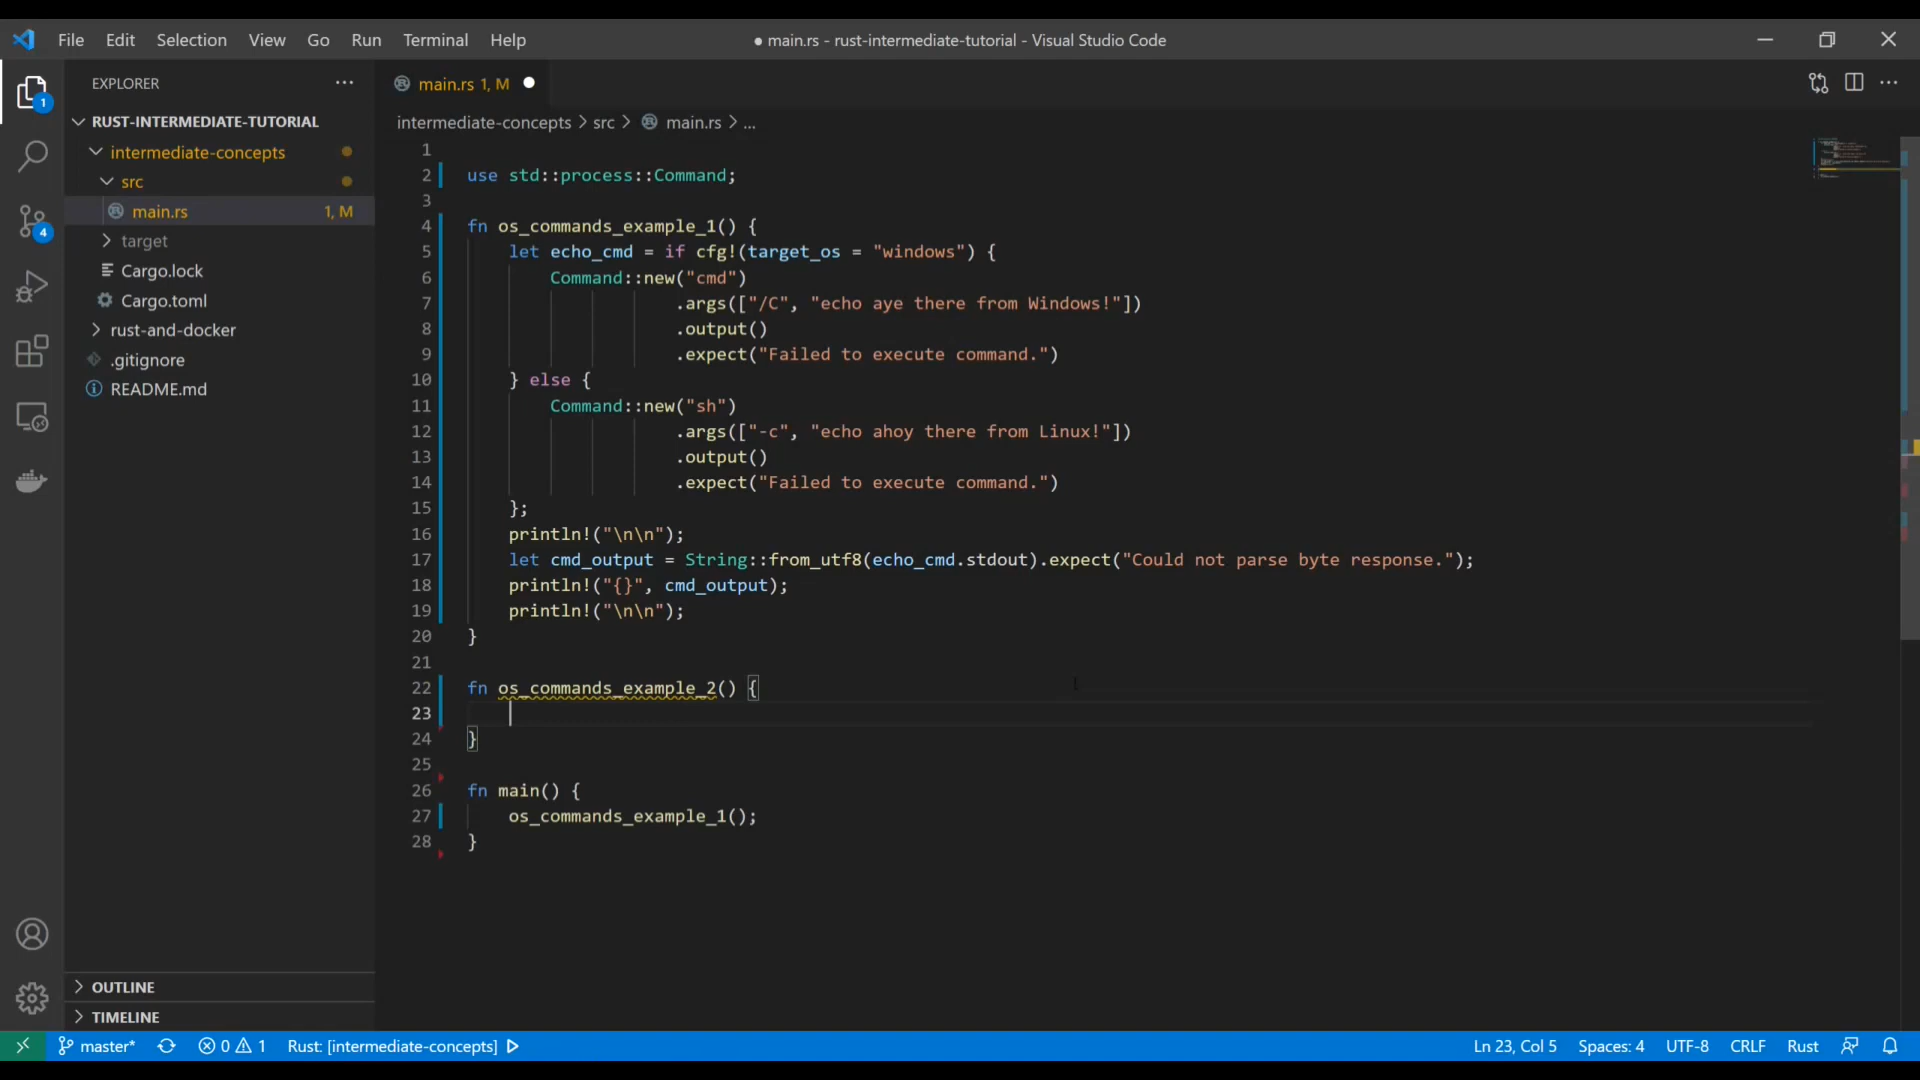 File Edit Selection View Go Run Terminal Help
● main.rs - rust-intermediate-tutorial - Visual Studio Code
EXPLORER
RUST-INTERMEDIATE-TUTORIAL
intermediate-concepts
src
main.rs 1, M
target
Cargo.lock
Cargo.toml
rust-and-docker
.gitignore
README.md
OUTLINE
TIMELINE
1
4
main.rs 1, M
intermediate-concepts > src > main.rs > ...
1
2 use std::process::Command;
3
4 fn os_commands_example_1() {
5 let echo_cmd = if cfg!(target_os = "windows") {
6 Command::new("cmd")
7 .args(["/C", "echo aye there from Windows!"])
8 .output()
9 .expect("Failed to execute command.")
10 } else {
11 Command::new("sh")
12 .args(["-c", "echo ahoy there from Linux!"])
13 .output()
14 .expect("Failed to execute command.")
15 };
16 println!("\n\n");
17 let cmd_output = String::from_utf8(echo_cmd.stdout).expect("Could not parse byte response.");
18 println!("{}", cmd_output);
19 println!("\n\n");
20 }
21
22 fn os_commands_example_2() {
23
24 }
25
26 fn main() {
27 os_commands_example_1();
28 }
master* 0 1 Rust: [intermediate-concepts] Ln 23, Col 5 Spaces: 4 UTF-8 CRLF Rust